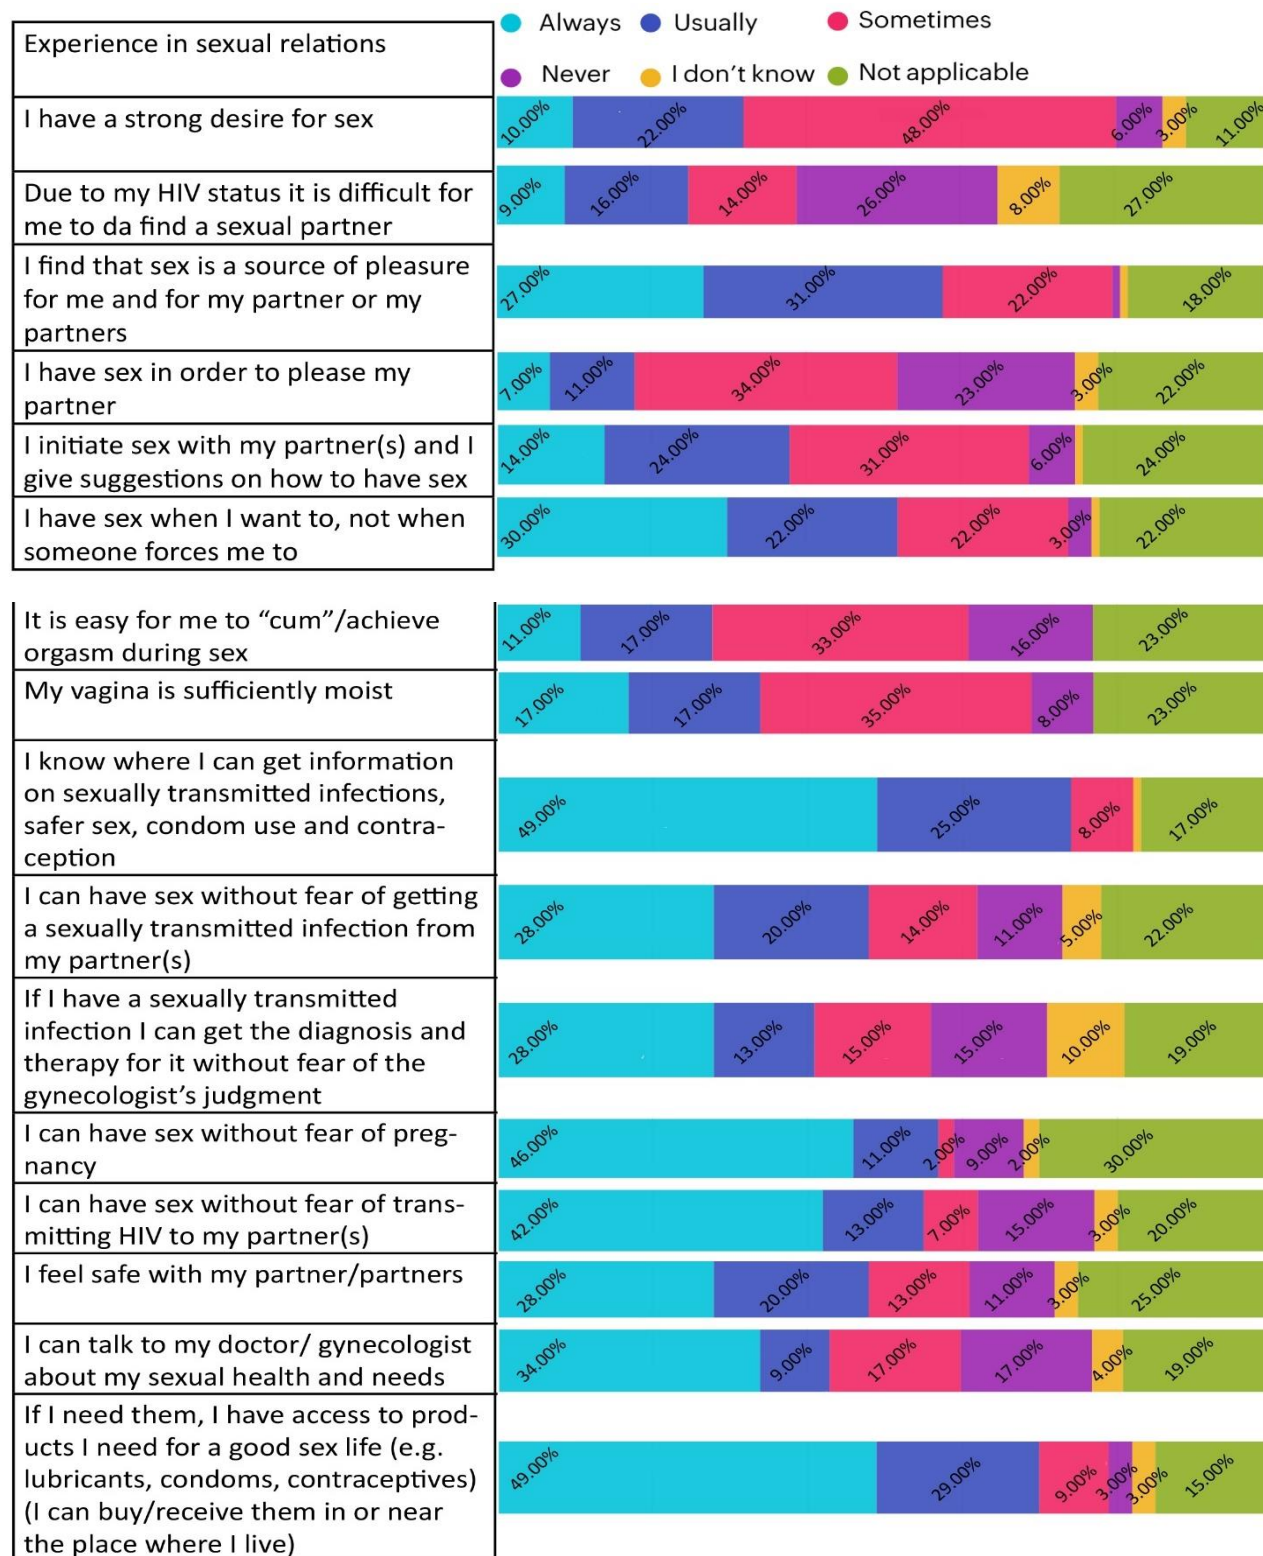 Always Usually Sometimes
Never I don't know Not applicable
Experience in sexual relations
I have a strong desire for sex
10.00% 22.00% 48.00% 6.00% 3.00% 11.00%
Due to my HIV status it is difficult for
me to da find a sexual partner
9.00% 16.00% 14.00% 26.00% 8.00% 27.00%
I find that sex is a source of pleasure
for me and for my partner or my
partners
27.00% 31.00% 22.00% 18.00%
I have sex in order to please my
partner
7.00% 11.00% 34.00% 23.00% 3.00% 22.00%
I initiate sex with my partner(s) and I
give suggestions on how to have sex
14.00% 24.00% 31.00% 6.00% 24.00%
I have sex when I want to, not when
someone forces me to
30.00% 22.00% 22.00% 3.00% 22.00%
It is easy for me to “cum”/achieve
orgasm during sex
11.00% 17.00% 33.00% 16.00% 23.00%
My vagina is sufficiently moist
17.00% 17.00% 35.00% 8.00% 23.00%
I know where I can get information
on sexually transmitted infections,
safer sex, condom use and contra-
ception
49.00% 25.00% 8.00% 17.00%
I can have sex without fear of getting
a sexually transmitted infection from
my partner(s)
28.00% 20.00% 14.00% 11.00% 5.00% 22.00%
If I have a sexually transmitted
infection I can get the diagnosis and
therapy for it without fear of the
gynecologist’s judgment
28.00% 13.00% 15.00% 15.00% 10.00% 19.00%
I can have sex without fear of preg-
nancy
46.00% 11.00% 2.00% 9.00% 2.00% 30.00%
I can have sex without fear of trans-
mitting HIV to my partner(s)
42.00% 13.00% 7.00% 15.00% 3.00% 20.00%
I feel safe with my partner/partners
28.00% 20.00% 13.00% 11.00% 3.00% 25.00%
I can talk to my doctor/ gynecologist
about my sexual health and needs
34.00% 9.00% 17.00% 17.00% 4.00% 19.00%
If I need them, I have access to prod-
ucts I need for a good sex life (e.g.
lubricants, condoms, contraceptives)
(I can buy/receive them in or near
the place where I live)
49.00% 29.00% 9.00% 3.00% 3.00% 15.00%